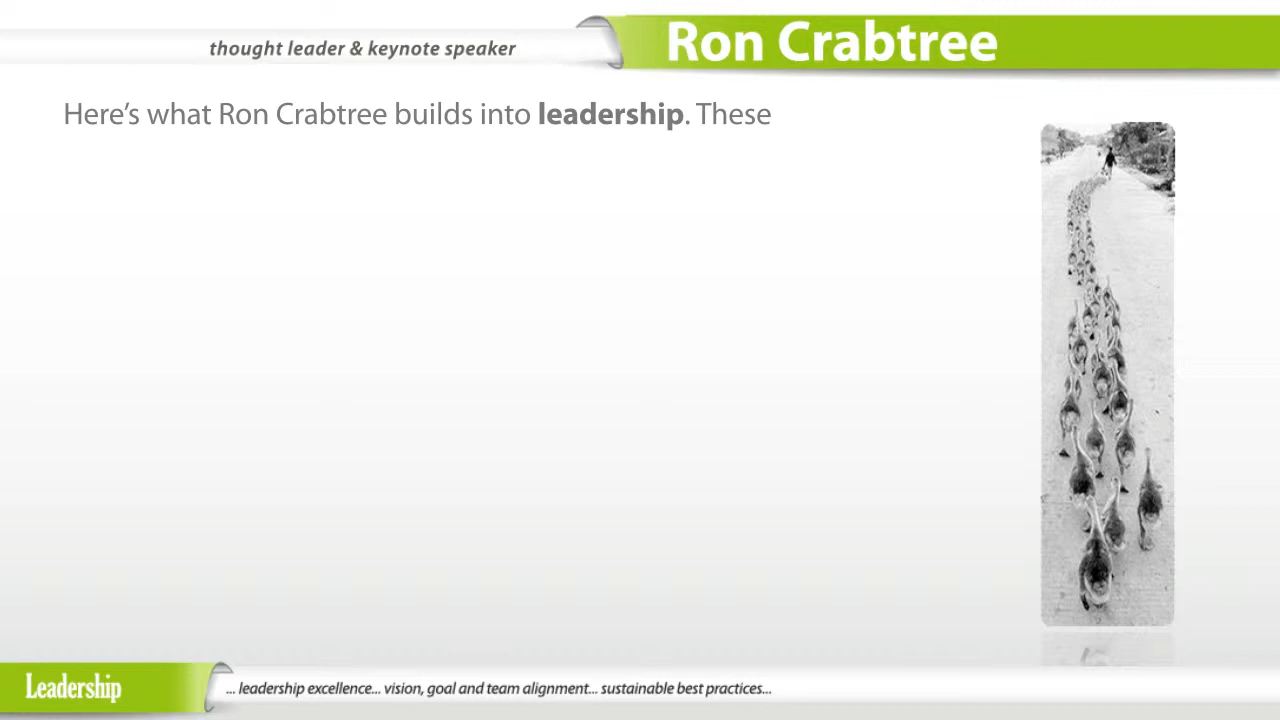 thought leader & keynote speaker
Ron Crabtree
Here's what Ron Crabtree builds into leadership. These
Leadership
... leadership excellence... vision, goal and team alignment... sustainable best practices...